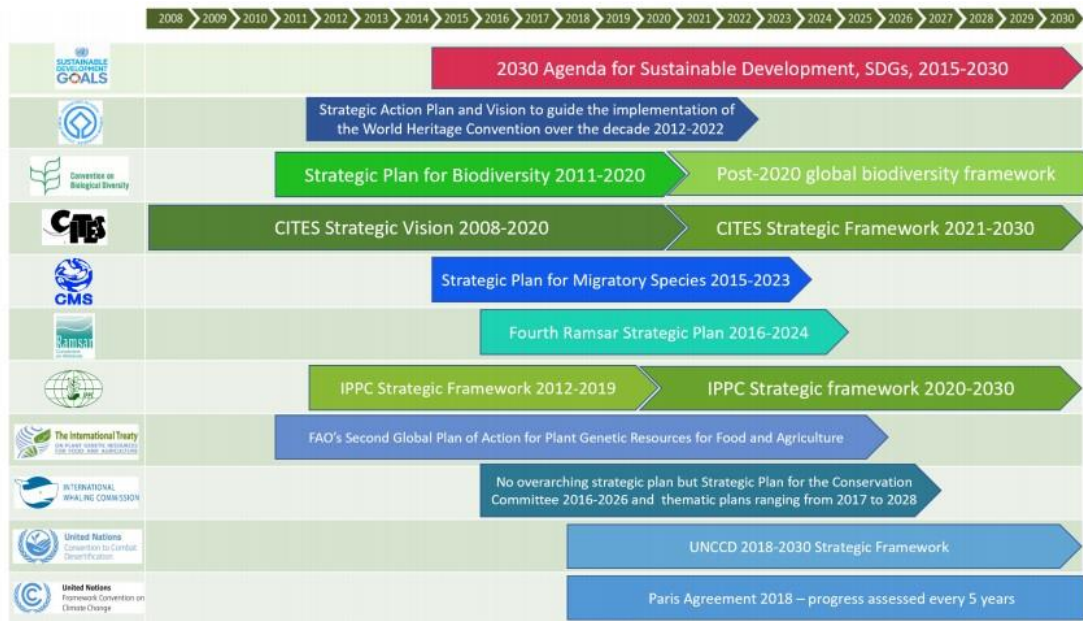 2008 2009 2010 2011 2012 2013 2014 2015 2016 2017 2018 2019 2020 2021 2022 2023 2024 2025 2026 2027 2028 2029 2030
SUSTAINABLE
DEVELOPMENT
GOALS
2030 Agenda for Sustainable Development, SDGs, 2015-2030
Strategic Action Plan and Vision to guide the implementation of
the World Heritage Convention over the decade 2012-2022
Convention on
Biological Diversity
Strategic Plan for Biodiversity 2011-2020
Post-2020 global biodiversity framework
CITES
CITES Strategic Vision 2008-2020
CITES Strategic Framework 2021-2030
CMS
Strategic Plan for Migratory Species 2015-2023
Ramsar
Fourth Ramsar Strategic Plan 2016-2024
IPPC Strategic Framework 2012-2019
IPPC Strategic framework 2020-2030
The International Treaty
ON PLANT GENETIC RESOURCES
FOR FOOD AND AGRICULTURE
FAO's Second Global Plan of Action for Plant Genetic Resources for Food and Agriculture
INTERNATIONAL
WHALING COMMISSION
No overarching strategic plan but Strategic Plan for the Conservation
Committee 2016-2026 and thematic plans ranging from 2017 to 2028
United Nations
Convention to Combat
Desertification
UNCCD 2018-2030 Strategic Framework
United Nations
Framework Convention on
Climate Change
Paris Agreement 2018 – progress assessed every 5 years